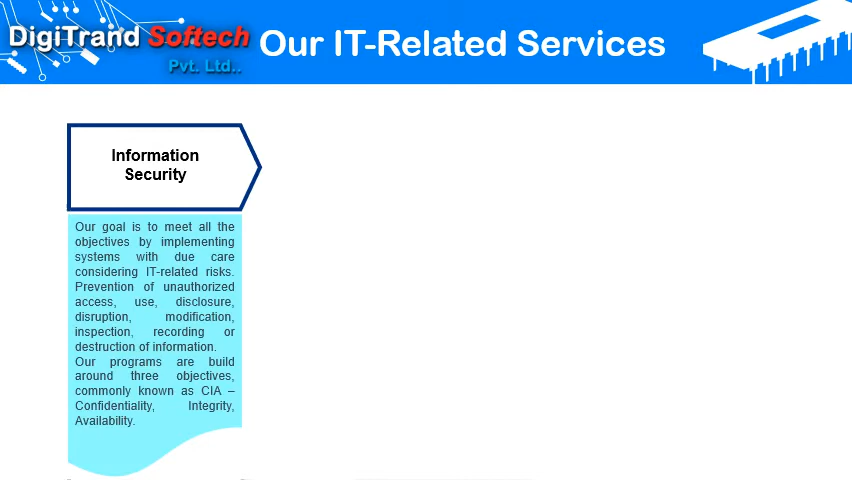 DigiTrand Softech
Pvt. Ltd..
Our IT-Related Services
Information
Security
Our goal is to meet all the
objectives by implementing
systems with due care
considering IT-related risks.
Prevention of unauthorized
access, use, disclosure,
disruption, modification,
inspection, recording or
destruction of information.
Our programs are build
around three objectives,
commonly known as CIA –
Confidentiality, Integrity,
Availability.